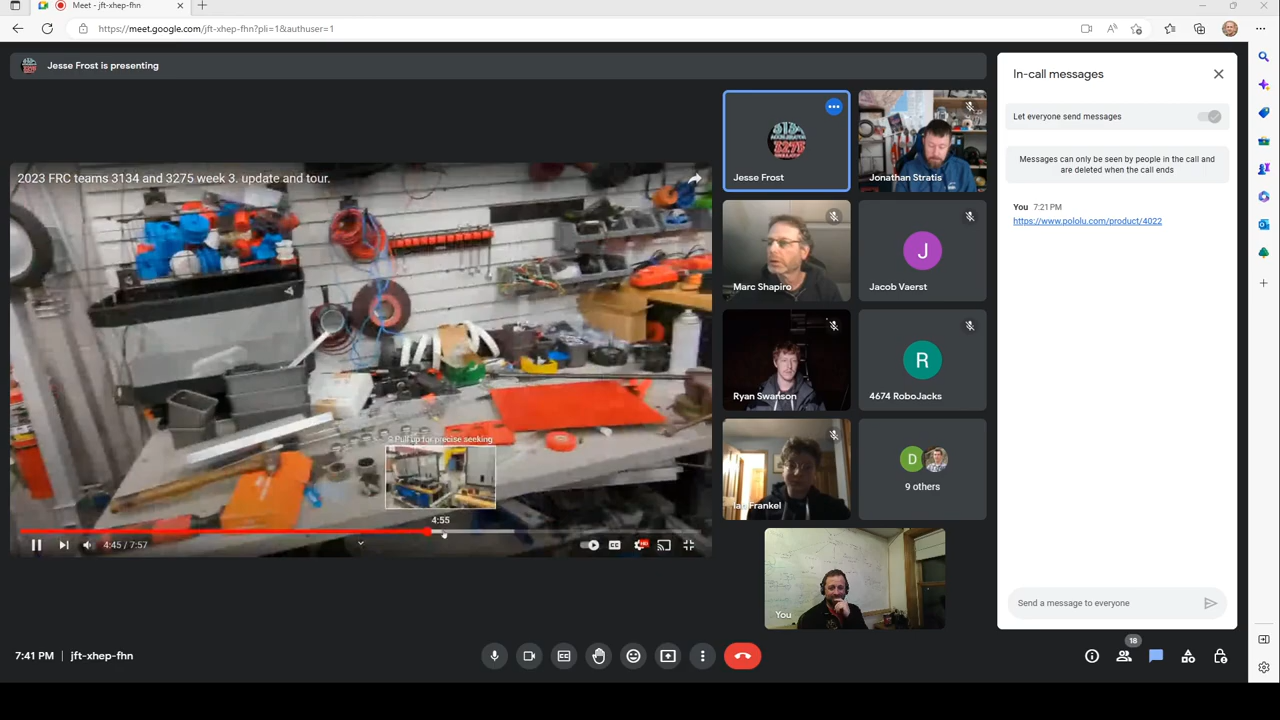 Meet - jft-xhep-fhn
https://meet.google.com/jft-xhep-fhn?pli=1&authuser=1
Jesse Frost is presenting
2023 FRC teams 3134 and 3275 week 3. update and tour.
Pull up for precise seeking
4:55
4:45 / 7:57
HD
Jesse Frost
Jonathan Stratis
Marc Shapiro
J
Jacob Vaerst
Ryan Swanson
R
4674 RoboJacks
Ian Frankel
D
9 others
You
In-call messages
Let everyone send messages
Messages can only be seen by people in the call and
are deleted when the call ends
You 7:21 PM
https://www.pololu.com/product/4022
Send a message to everyone
7:41 PM | jft-xhep-fhn
18